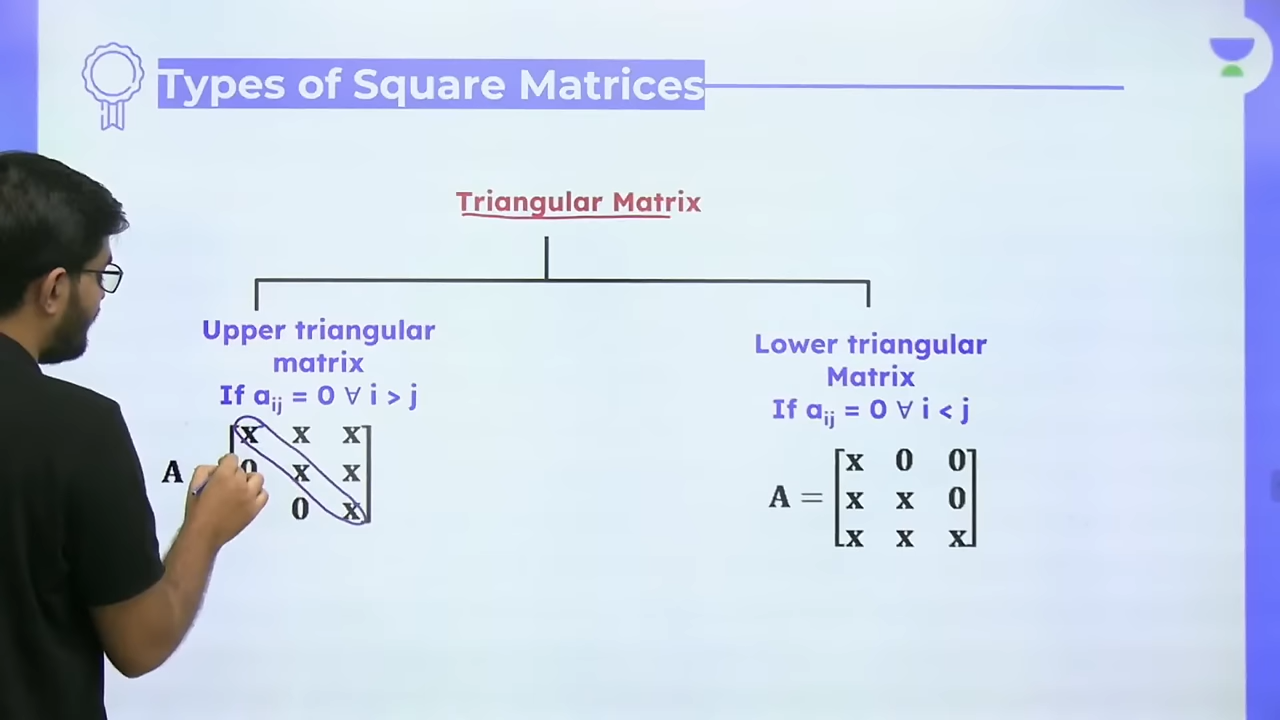 Types of Square Matrices
Triangular Matrix
Upper triangular
matrix
If aij = 0 ∀ i > j
x x x
A 0 x x
0 x
Lower triangular
Matrix
If aij = 0 ∀ i < j
x 0 0
A = x x 0
x x x